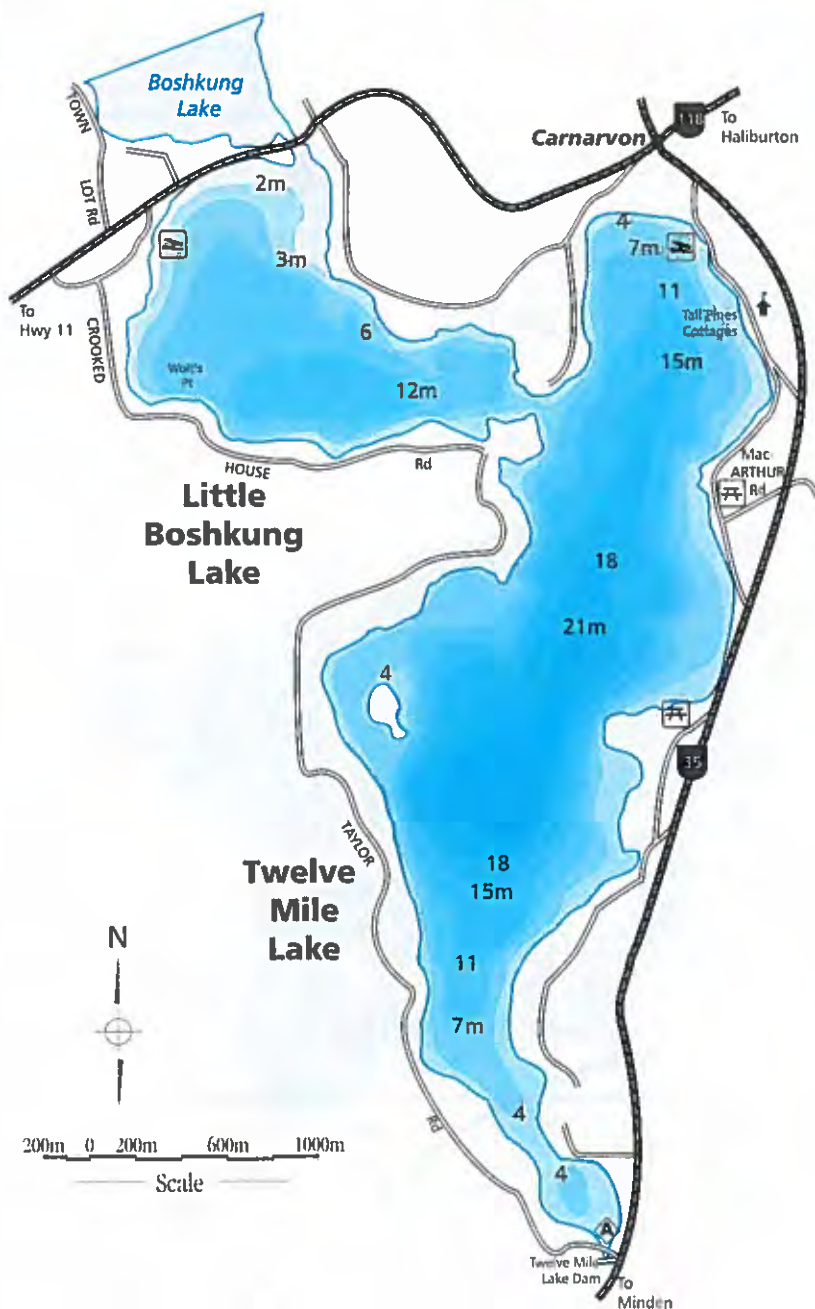 Boshkung
Lake
TOWN
LOT Rd
118
To
Haliburton
Carnarvon
2m
3m
To
Hwy 11
CROOKED
6
4
7m
11
Tall Pines
Cottages
15m
Wolf's
Pt
12m
HOUSE
Rd
Mac
ARTHUR
Rd
Little
Boshkung
Lake
18
21m
4
35
TAYLOR
Twelve
Mile
Lake
18
15m
N
11
7m
4
Rd
200m 0 200m 600m 1000m
Scale
4
A
Twelve Mile
Lake Dam
To
Minden